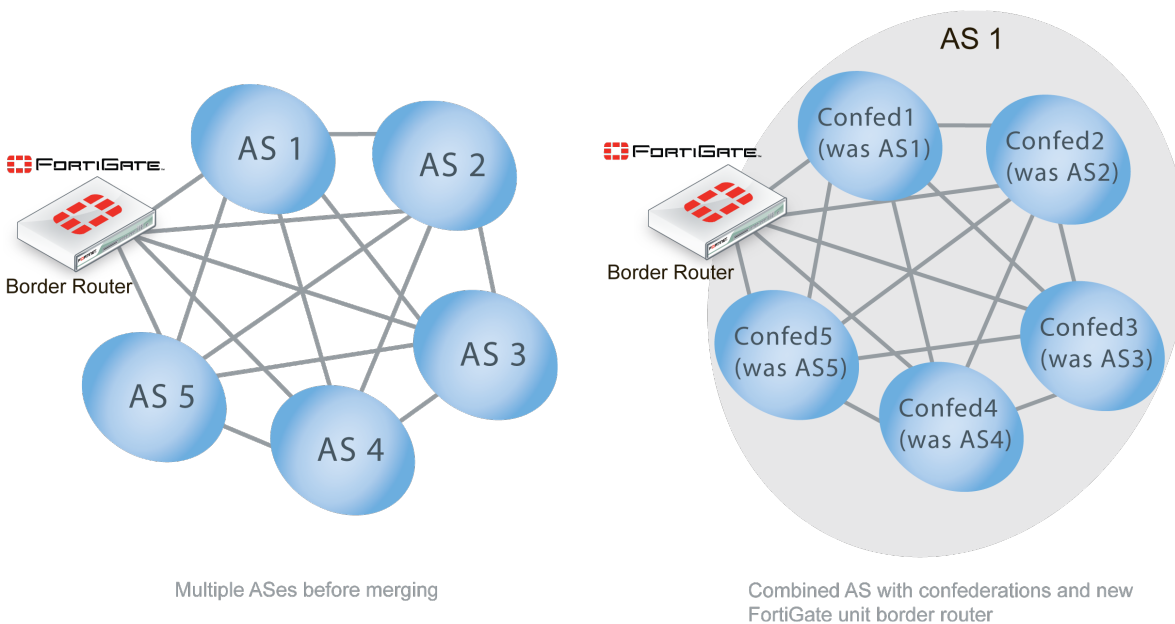 AS 1
AS 2
FORTIGATE
Border Router
AS 3
AS 5
AS 4
Multiple ASes before merging
AS 1
Confed1
(was AS1)
Confed2
(was AS2)
FORTIGATE
Border Router
Confed3
(was AS3)
Confed5
(was AS5)
Confed4
(was AS4)
Combined AS with confederations and new
FortiGate unit border router